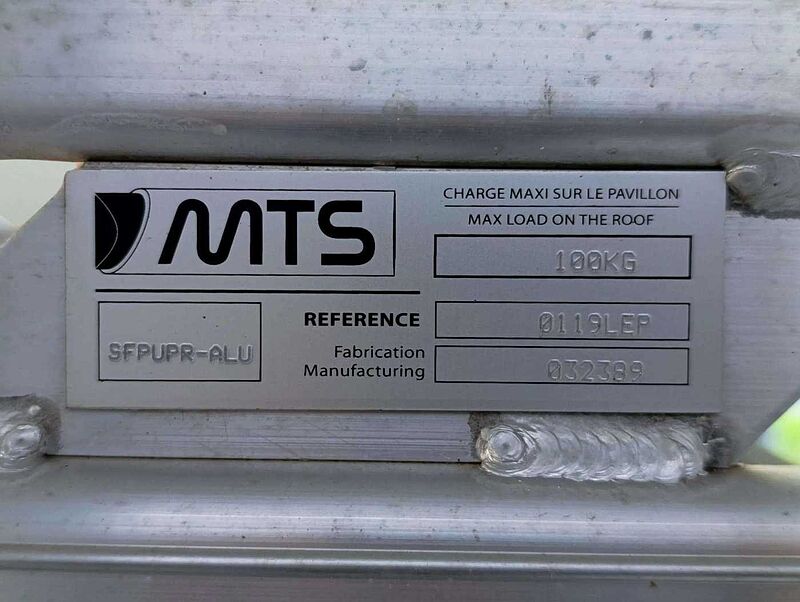 MTS
CHARGE MAXI SUR LE PAVILLON
MAX LOAD ON THE ROOF
100KG
REFERENCE
0119LEP
SFPUPR-ALU
Fabrication
Manufacturing
032389